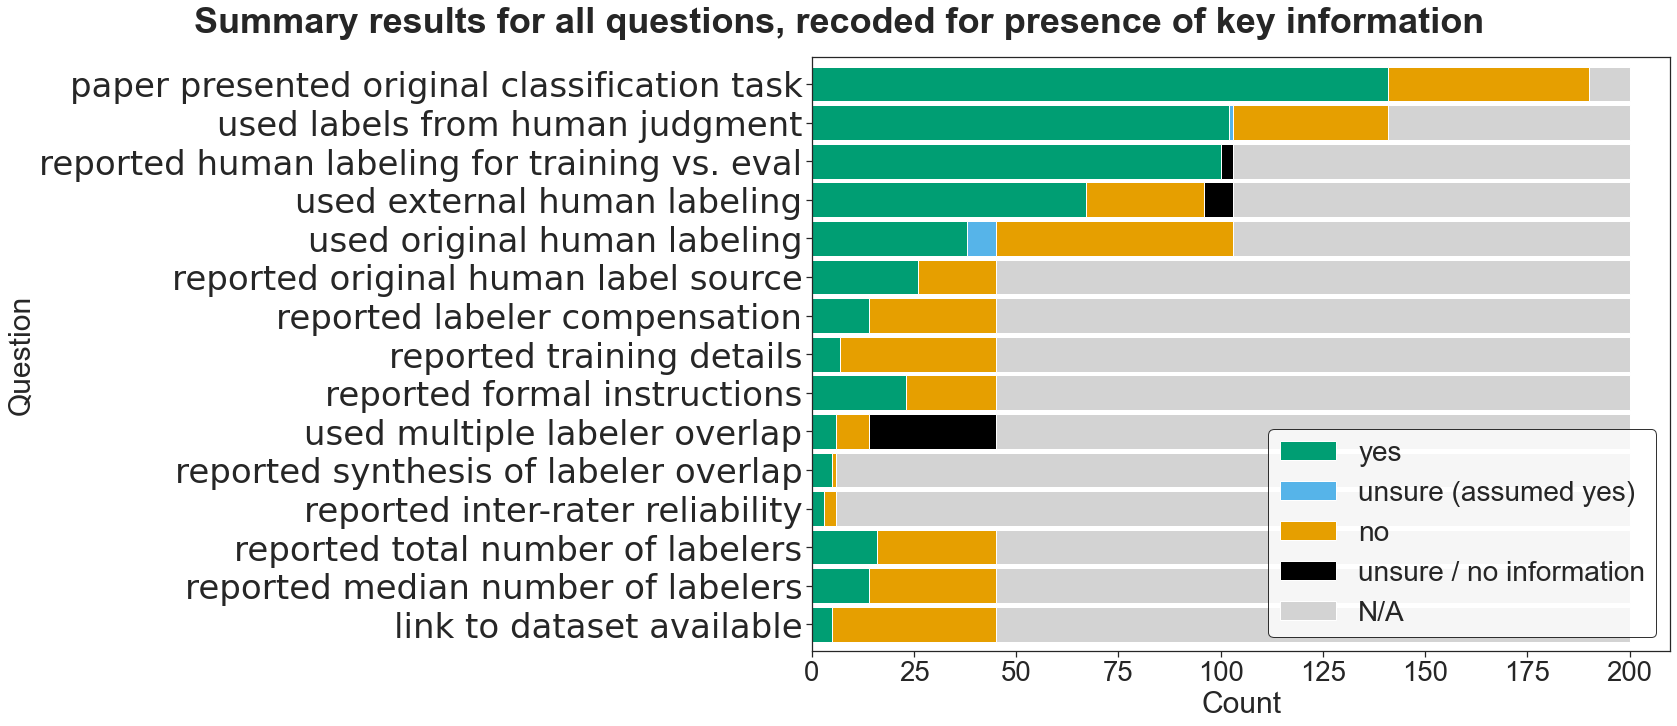 Summary results for all questions, recoded for presence of key information
Question
paper presented original classification task
used labels from human judgment
reported human labeling for training vs. eval
used external human labeling
used original human labeling
reported original human label source
reported labeler compensation
reported training details
reported formal instructions
used multiple labeler overlap
reported synthesis of labeler overlap
reported inter-rater reliability
reported total number of labelers
reported median number of labelers
link to dataset available
yes
unsure (assumed yes)
no
unsure / no information
N/A
0 25 50 75 100 125 150 175 200
Count